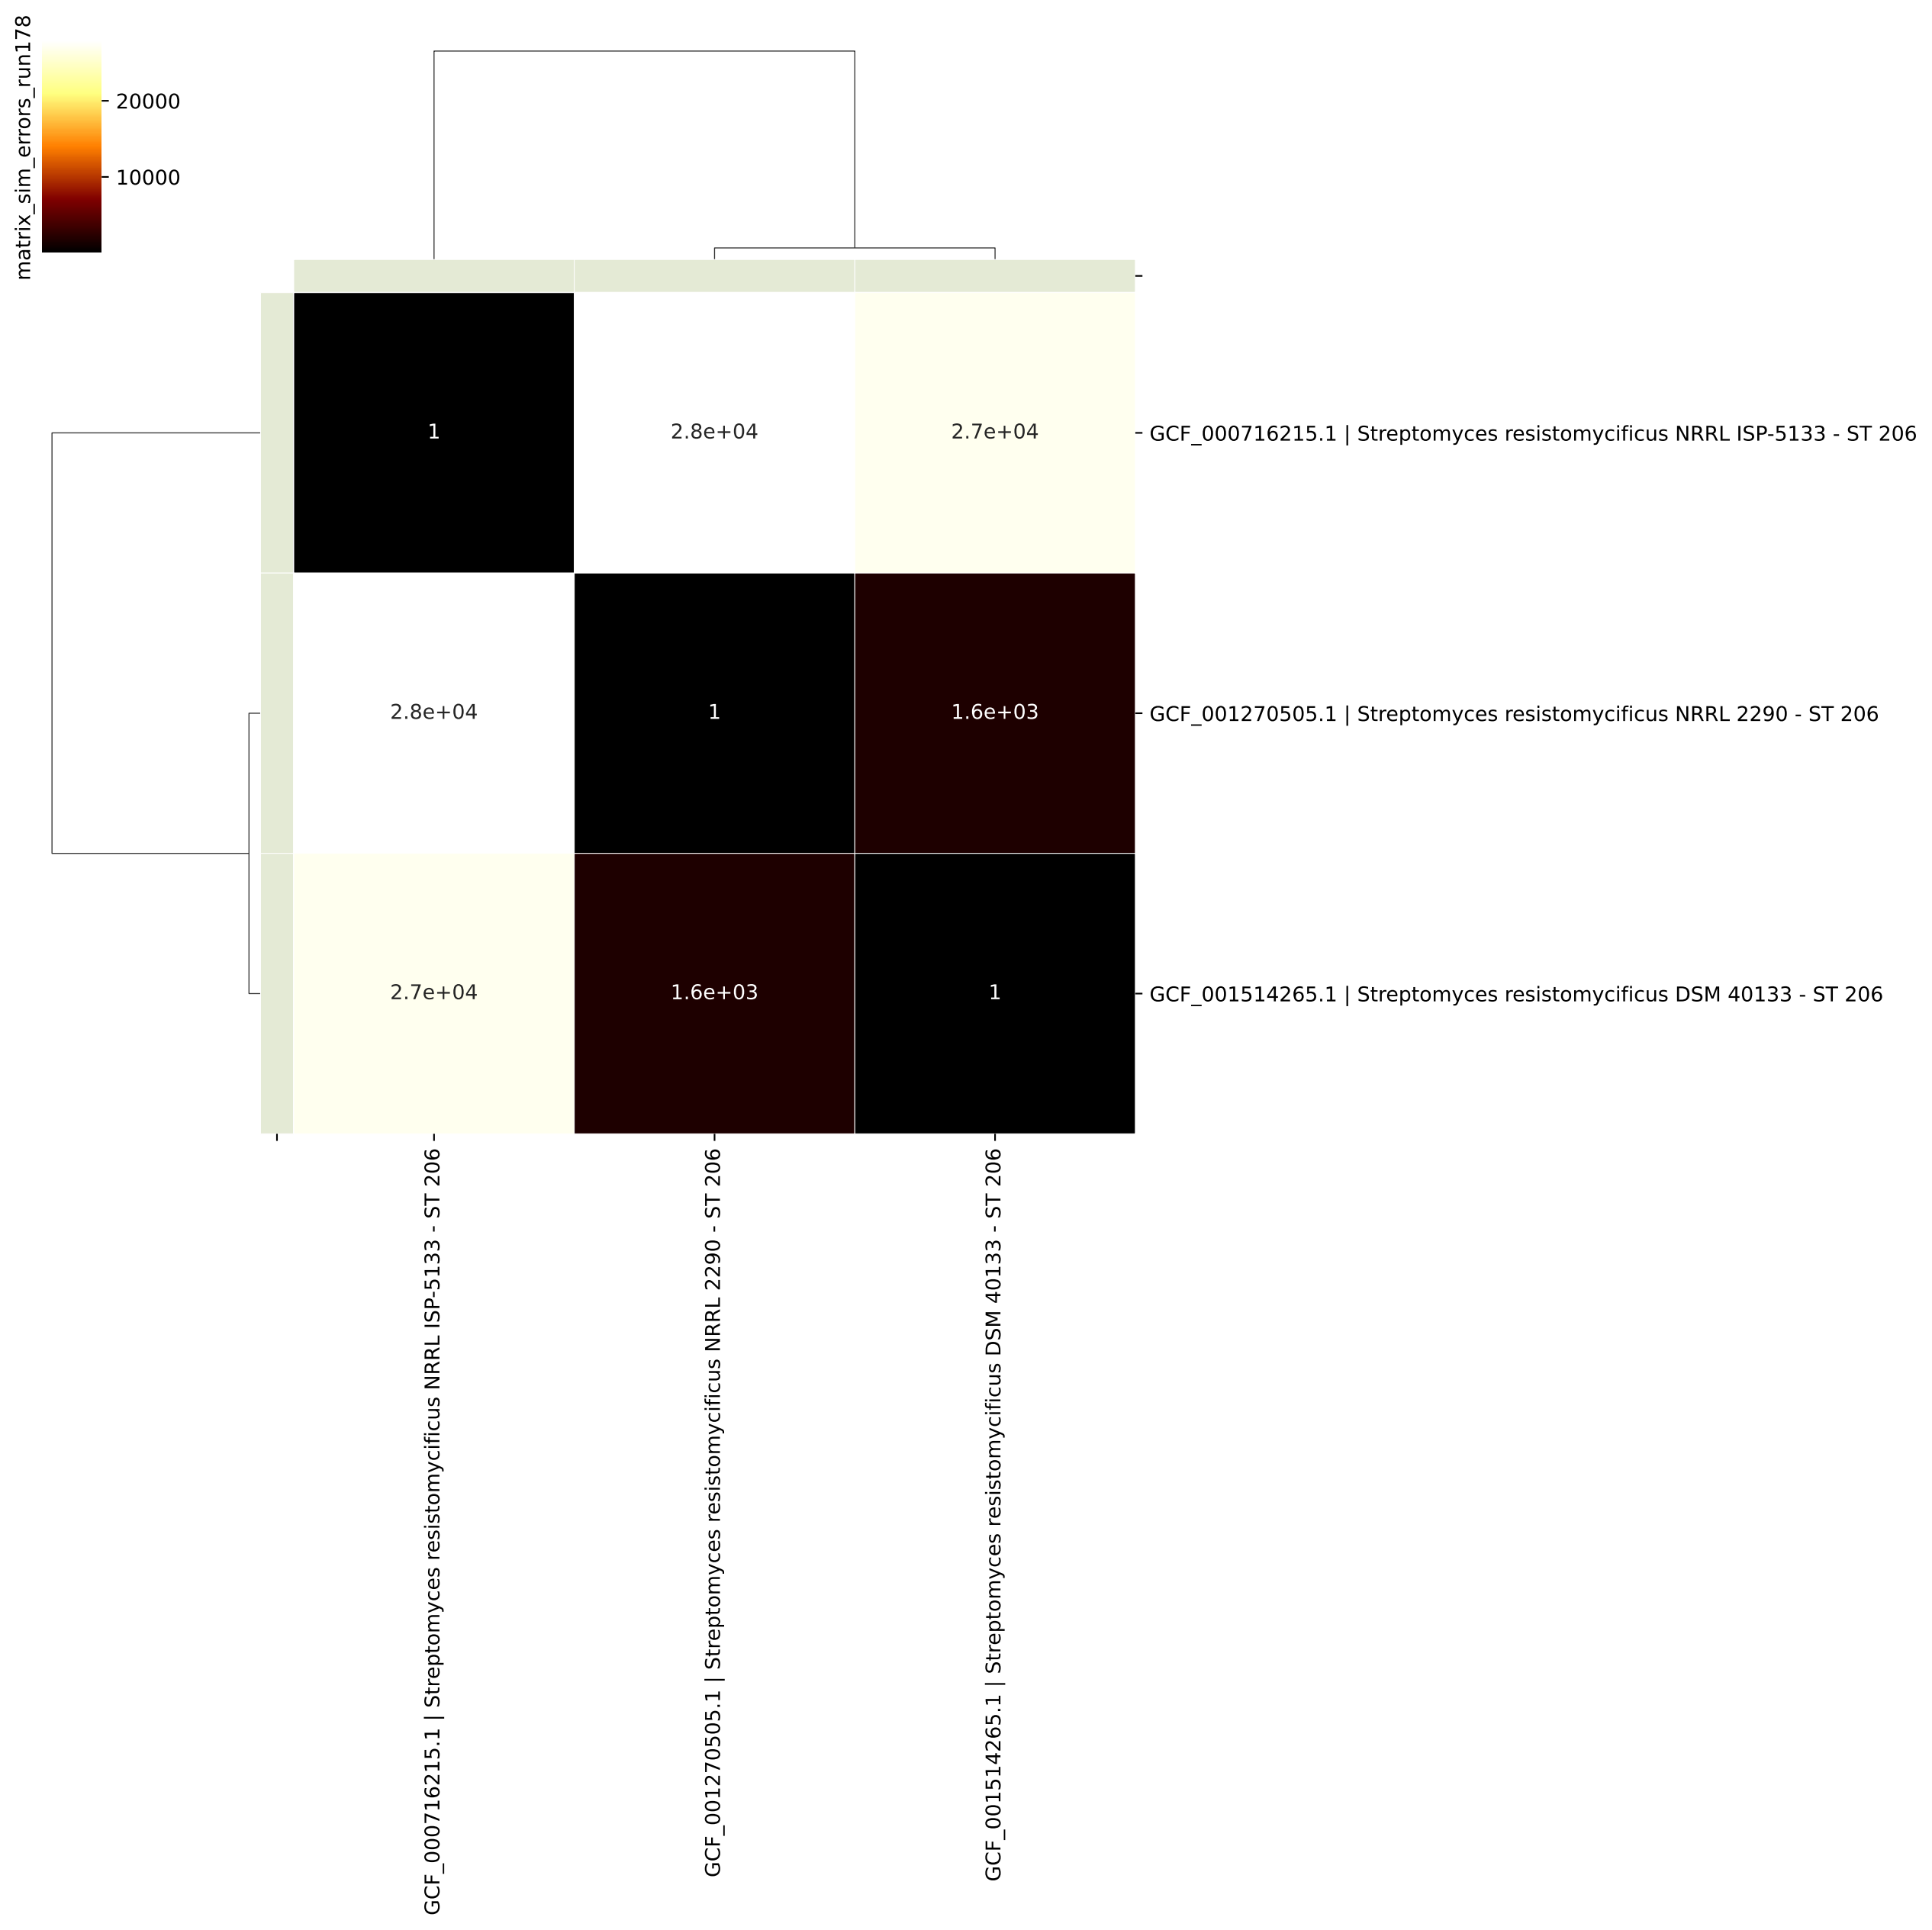 matrix_sim_errors_run178
20000
10000
1
2.8e+04
2.7e+04
GCF_000716215.1 | Streptomyces resistomycificus NRRL ISP-5133 - ST 206
2.8e+04
1
1.6e+03
GCF_001270505.1 | Streptomyces resistomycificus NRRL 2290 - ST 206
2.7e+04
1.6e+03
1
GCF_001514265.1 | Streptomyces resistomycificus DSM 40133 - ST 206
GCF_000716215.1 | Streptomyces resistomycificus NRRL ISP-5133 - ST 206
GCF_001270505.1 | Streptomyces resistomycificus NRRL 2290 - ST 206
GCF_001514265.1 | Streptomyces resistomycificus DSM 40133 - ST 206